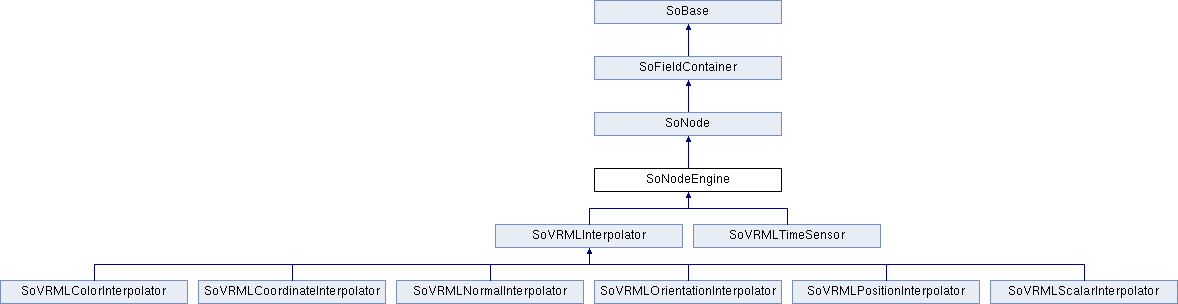 SoBase
SoFieldContainer
SoNode
SoNodeEngine
SoVRMLInterpolator
SoVRMLTimeSensor
SoVRMLColorInterpolator
SoVRMLCoordinateInterpolator
SoVRMLNormalInterpolator
SoVRMLOrientationInterpolator
SoVRMLPositionInterpolator
SoVRMLScalarInterpolator